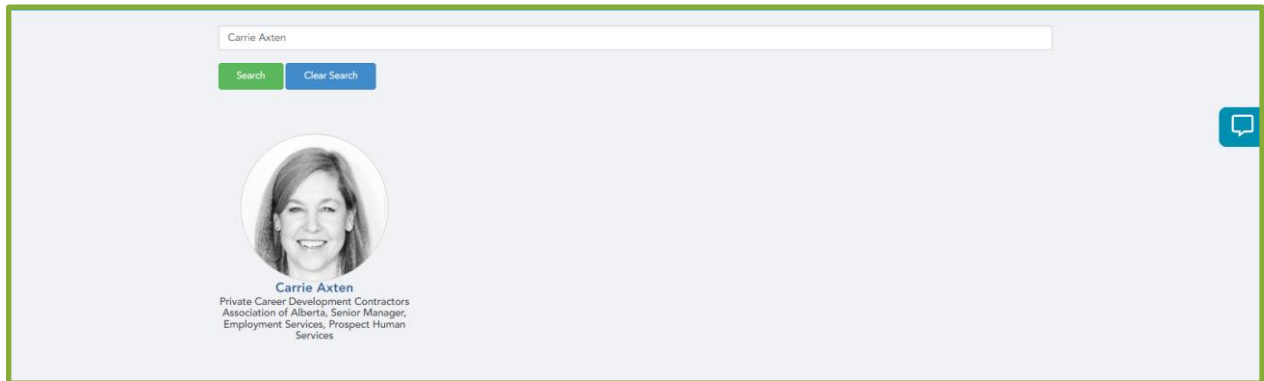 Carrie Axten
Search Clear Search
Carrie Axten
Private Career Development Contractors
Association of Alberta, Senior Manager,
Employment Services, Prospect Human
Services